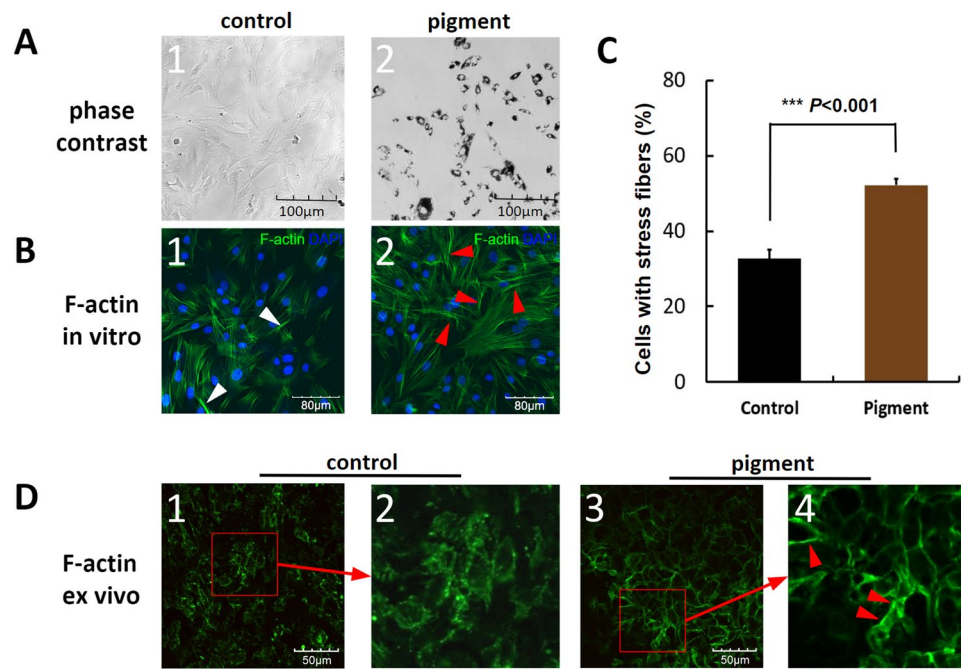 control
pigment
A
phase
contrast
1
100µm
2
100µm
B
F-actin
in vitro
1
F-actin DAPI
80µm
2
F-actin DAPI
80µm
C
Cells with stress fibers (%)
80
60
40
20
0
*** P<0.001
Control
Pigment
D
F-actin
ex vivo
control
pigment
1
50µm
2
3
50µm
4